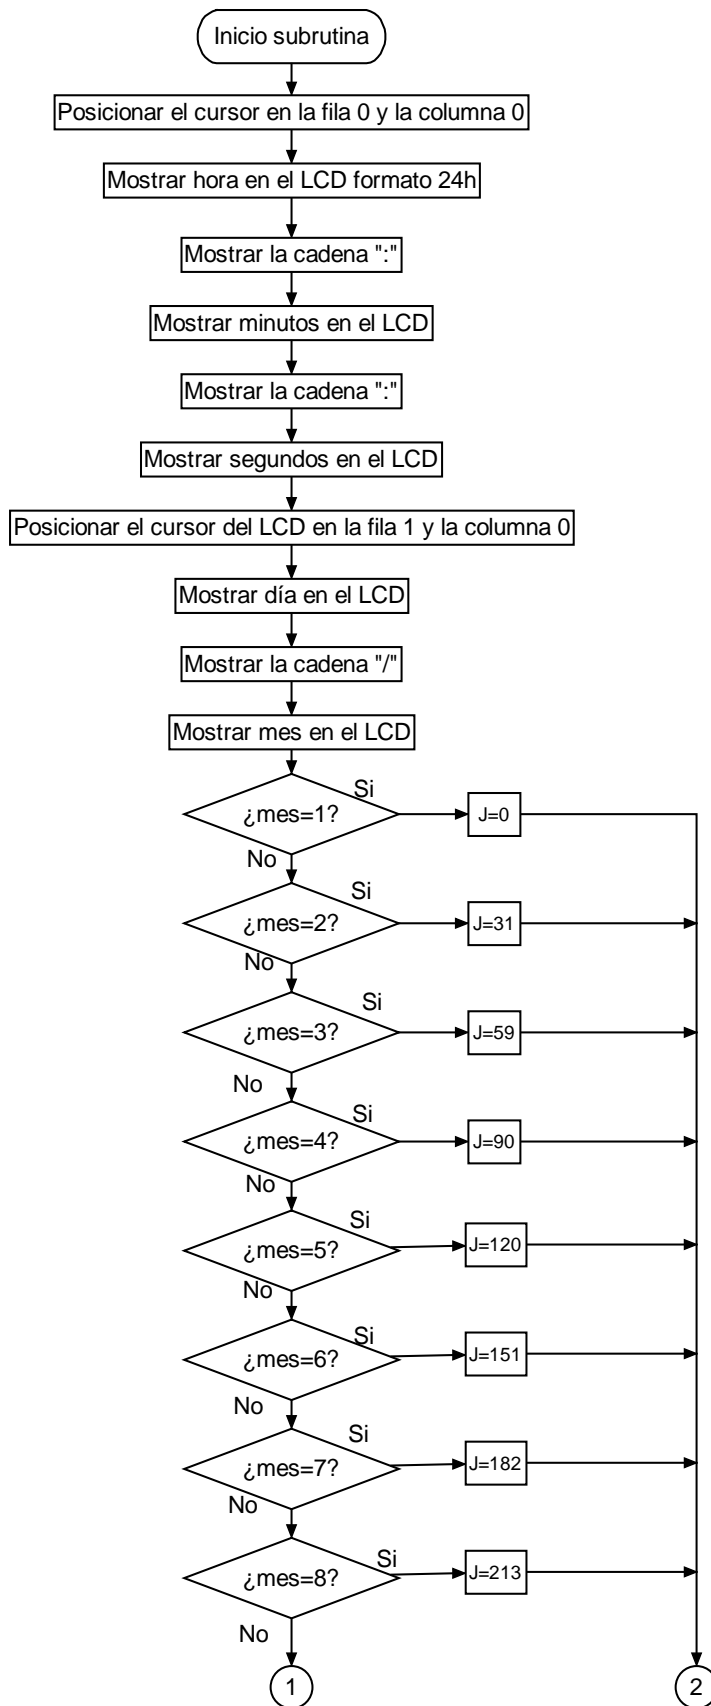 Inicio subrutina
Posicionar el cursor en la fila 0 y la columna 0
Mostrar hora en el LCD formato 24h
Mostrar la cadena ":"
Mostrar minutos en el LCD
Mostrar la cadena ":"
Mostrar segundos en el LCD
Posicionar el cursor del LCD en la fila 1 y la columna 0
Mostrar día en el LCD
Mostrar la cadena "/"
Mostrar mes en el LCD
Si
¿mes=1?
J=0
No
Si
¿mes=2?
J=31
No
Si
¿mes=3?
J=59
No
Si
¿mes=4?
J=90
No
Si
¿mes=5?
J=120
No
Si
¿mes=6?
J=151
No
Si
¿mes=7?
J=182
No
Si
¿mes=8?
J=213
No
1
2